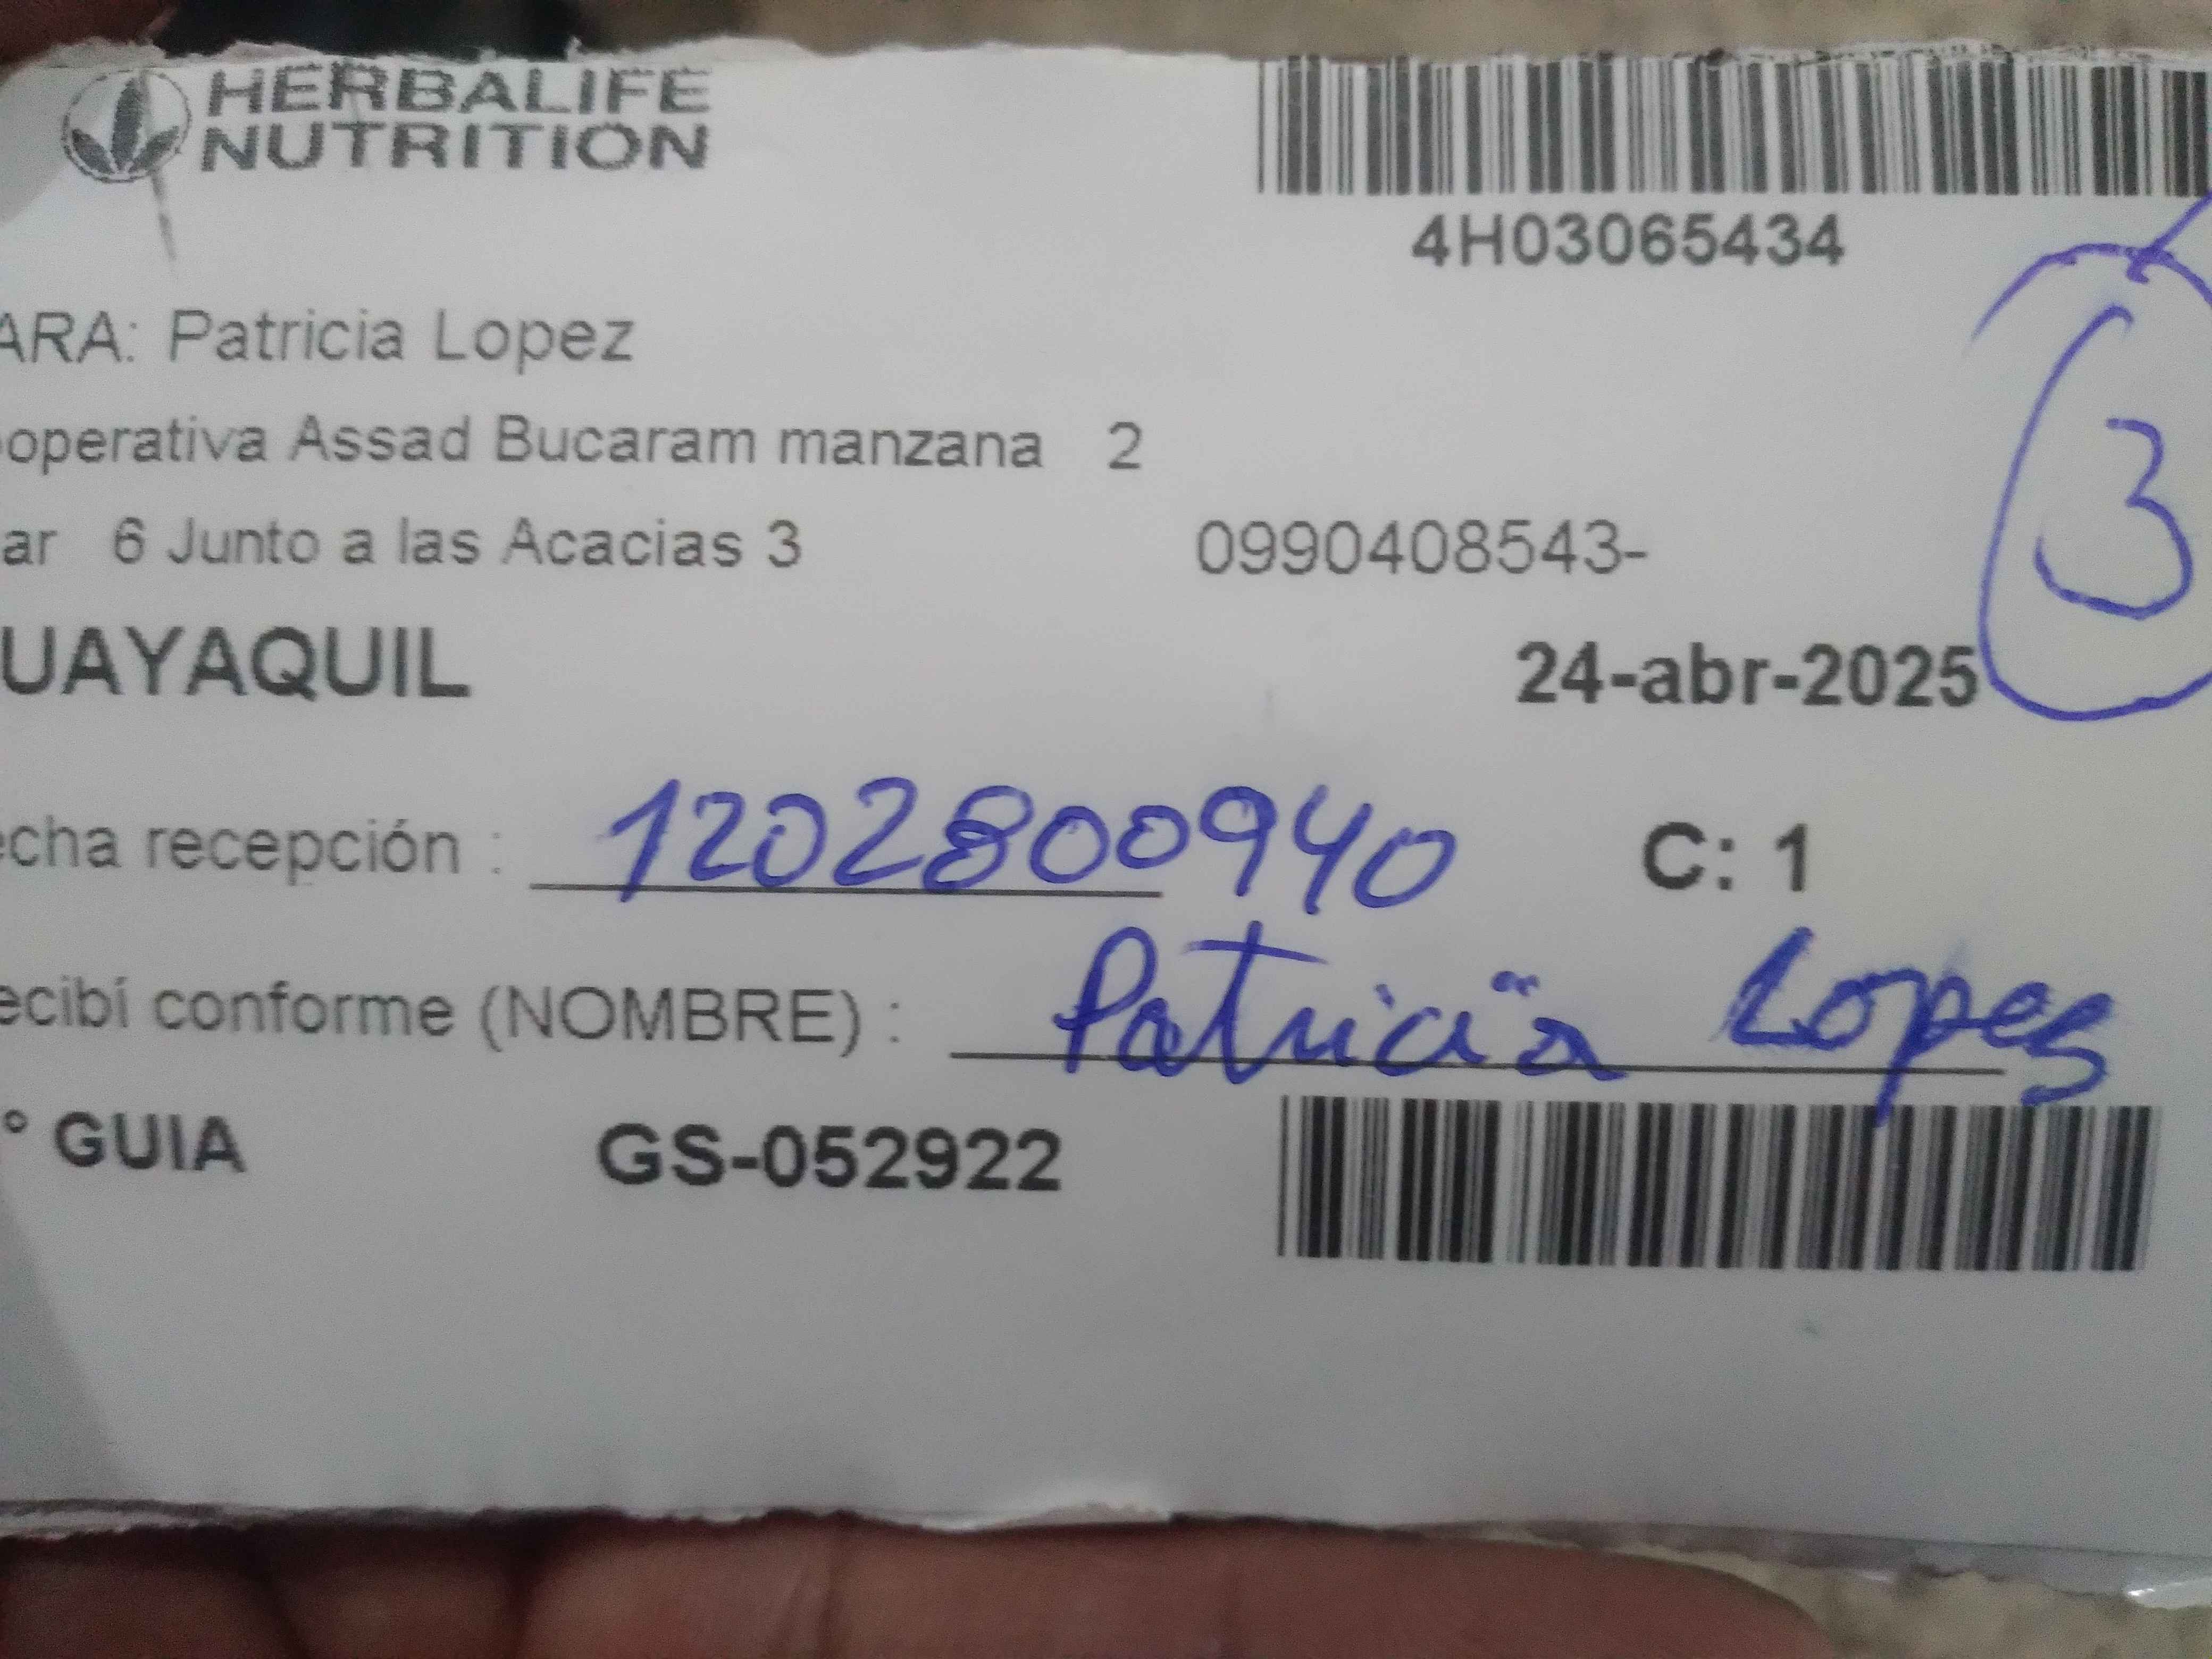 HERBALIFE
NUTRITION
4H03065434
ARA: Patricia Lopez
operativa Assad Bucaram manzana 2
ar 6 Junto a las Acacias 3 0990408543-
3
UAYAQUIL 24-abr-2025
echa recepción : 1202800940 C: 1
ecibí conforme (NOMBRE) : Patricia Lopez
° GUIA GS-052922